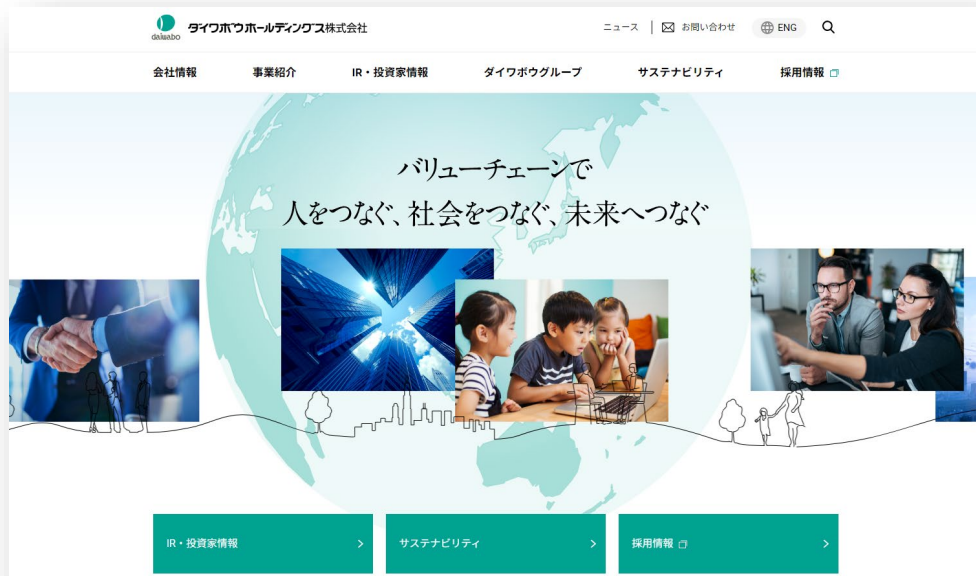 daiwabo
ダイワボウホールディングス株式会社
ニュース
お問い合わせ
ENG
会社情報
事業紹介
IR・投資家情報
ダイワボウグループ
サステナビリティ
採用情報
バリューチェーンで
人をつなぐ、社会をつなぐ、未来へつなぐ
IR・投資家情報
サステナビリティ
採用情報